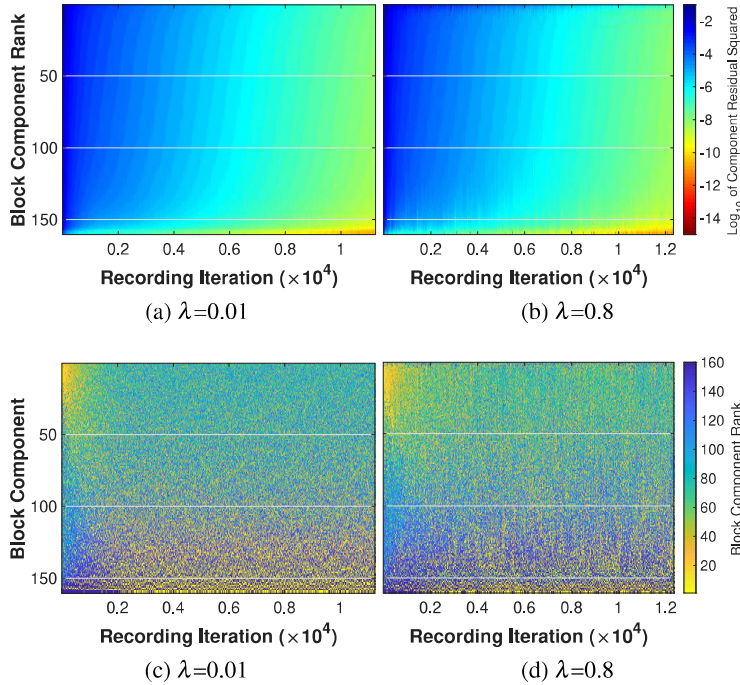 Block Component Rank
50
100
150
0.2 0.4 0.6 0.8 1
Recording Iteration (×10⁴)
(a) λ=0.01
0.2 0.4 0.6 0.8 1 1.2
Recording Iteration (×10⁴)
(b) λ=0.8
-2
-4
-6
-8
-10
-12
-14
Log₁₀ of Component Residual Squared
Block Component
50
100
150
0.2 0.4 0.6 0.8 1
Recording Iteration (×10⁴)
(c) λ=0.01
50
100
150
0.2 0.4 0.6 0.8 1 1.2
Recording Iteration (×10⁴)
(d) λ=0.8
160
140
120
100
80
60
40
20
Block Component Rank